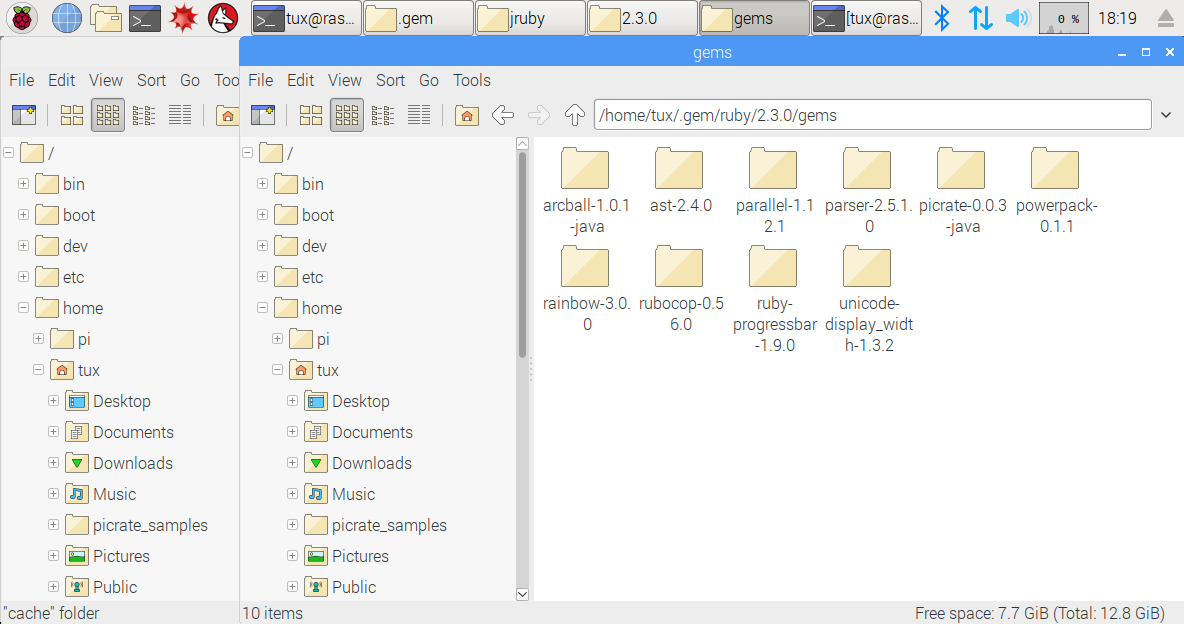 tux@ras...
.gem
jruby
2.3.0
gems
[tux@ras...
0 %
18:19
gems
File Edit View Sort Go Too
File Edit View Sort Go Tools
/home/tux/.gem/ruby/2.3.0/gems
/
bin
boot
dev
etc
home
pi
tux
Desktop
Documents
Downloads
Music
picrate_samples
Pictures
Public
/
bin
boot
dev
etc
home
pi
tux
Desktop
Documents
Downloads
Music
picrate_samples
Pictures
Public
arcball-1.0.1
-java
ast-2.4.0
parallel-1.1
2.1
parser-2.5.1.
0
picrate-0.0.3
-java
powerpack-
0.1.1
rainbow-3.0.
0
rubocop-0.5
6.0
ruby-
progressbar
-1.9.0
unicode-
display_widt
h-1.3.2
"cache" folder
10 items
Free space: 7.7 GiB (Total: 12.8 GiB)